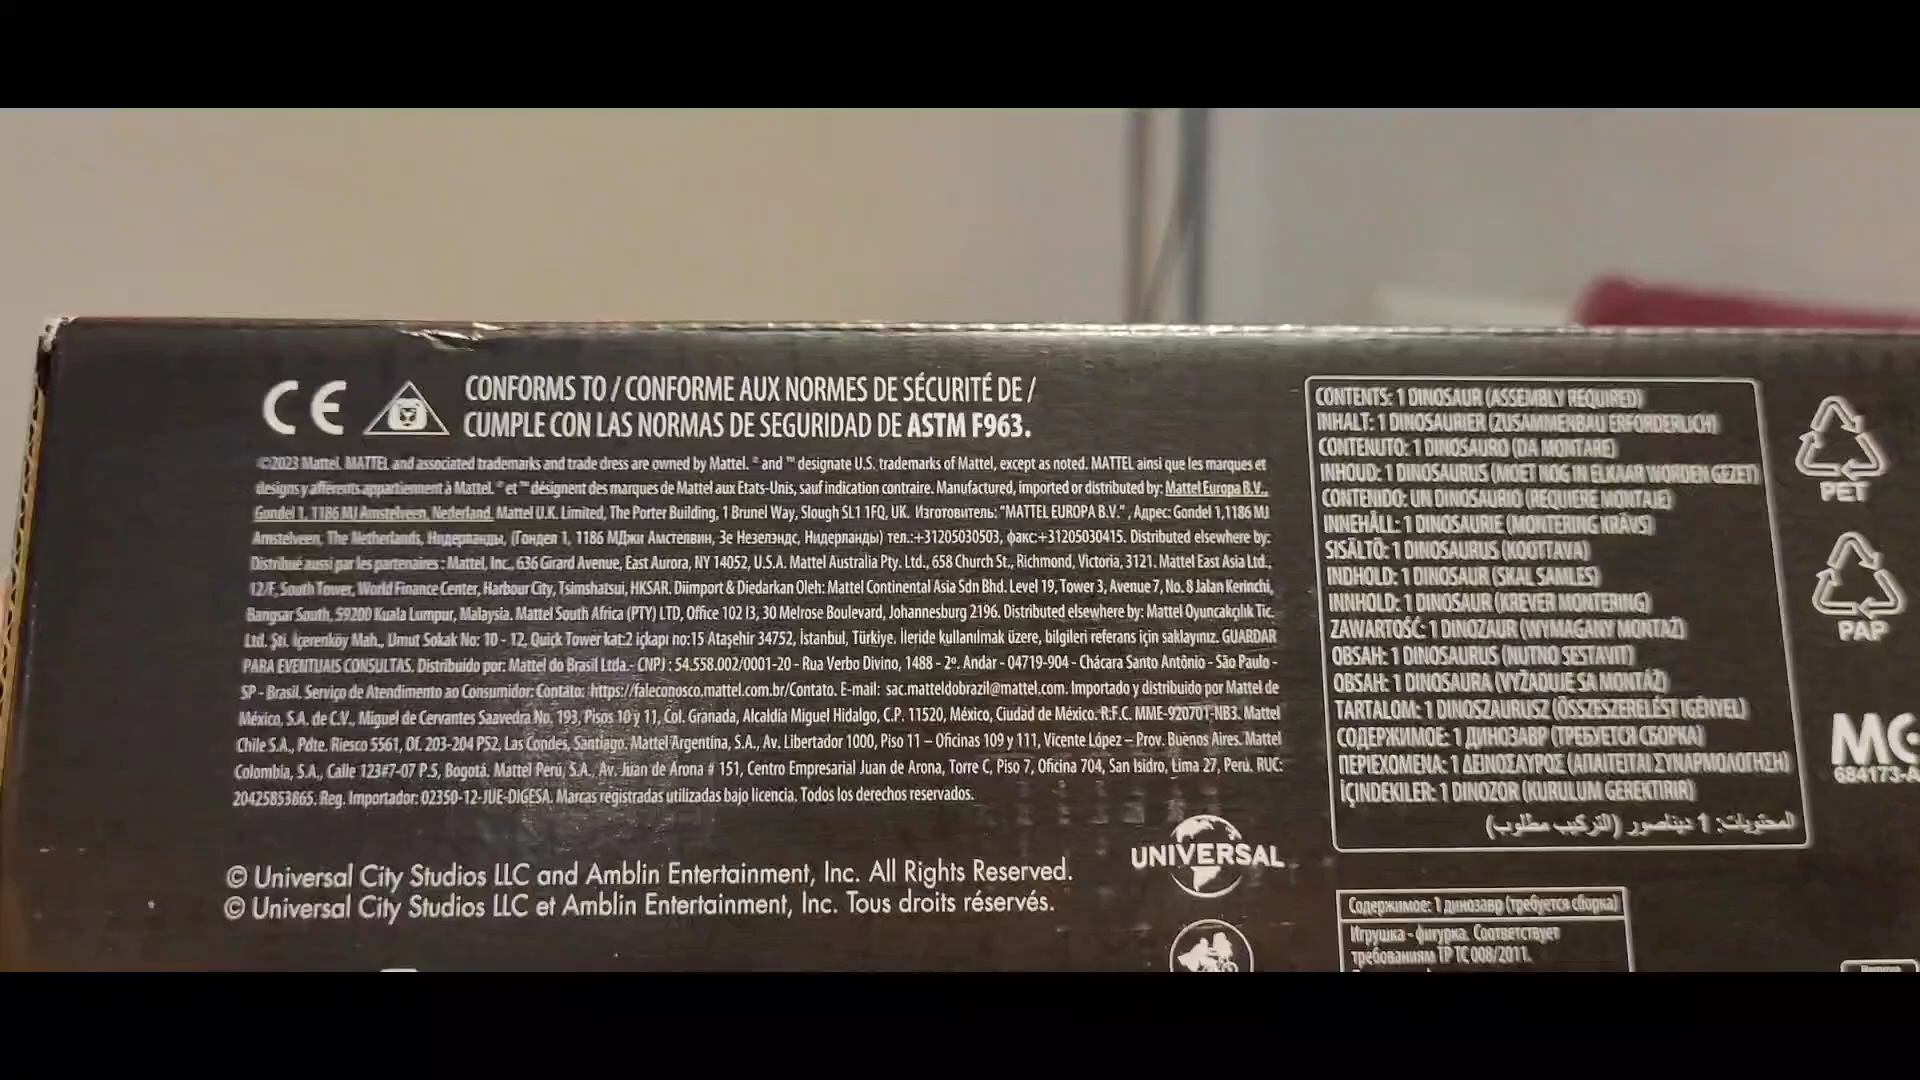 CE
CONFORMS TO / CONFORME AUX NORMES DE SÉCURITÉ DE /
CUMPLE CON LAS NORMAS DE SEGURIDAD DE ASTM F963.
©2023 Mattel. MATTEL and associated trademarks and trade dress are owned by Mattel. ® and ™ designate U.S. trademarks of Mattel, except as noted. MATTEL ainsi que les marques et
designs y afférents appartiennent à Mattel. ® et ™ désignent des marques de Mattel aux Etats-Unis, sauf indication contraire. Manufactured, imported or distributed by: Mattel Europa B.V.,
Gondel 1, 1186 MJ Amstelveen, Nederland. Mattel U.K. Limited, The Porter Building, 1 Brunel Way, Slough SL1 1FQ, UK. Изготовитель: "MATTEL EUROPA B.V." , Адрес: Gondel 1,1186 MJ
Amstelveen, The Netherlands, Нидерланды, (Гондел 1, 1186 МДжи Амстелвин, Зе Незелэндс, Нидерланды) тел.:+31205030503, факс:+31205030415. Distributed elsewhere by:
Distribué aussi par les partenaires : Mattel, Inc., 636 Girard Avenue, East Aurora, NY 14052, U.S.A. Mattel Australia Pty. Ltd., 658 Church St., Richmond, Victoria, 3121. Mattel East Asia Ltd.,
12/F, South Tower, World Finance Center, Harbour City, Tsimshatsui, HKSAR. Diimport & Diedarkan Oleh: Mattel Continental Asia Sdn Bhd. Level 19, Tower 3, Avenue 7, No. 8 Jalan Kerinchi,
Bangsar South, 59200 Kuala Lumpur, Malaysia. Mattel South Africa (PTY) LTD, Office 102 I3, 30 Melrose Boulevard, Johannesburg 2196. Distributed elsewhere by: Mattel Oyuncakçılık Tic.
Ltd. Şti. İçerenköy Mah., Umut Sokak No: 10 - 12, Quick Tower kat:2 içkapı no:15 Ataşehir 34752, İstanbul, Türkiye. İleride kullanılmak üzere, bilgileri referans için saklayınız. GUARDAR
PARA EVENTUAIS CONSULTAS. Distribuído por: Mattel do Brasil Ltda.- CNPJ : 54.558.002/0001-20 - Rua Verbo Divino, 1488 - 2º. Andar - 04719-904 - Chácara Santo Antônio - São Paulo -
SP - Brasil. Serviço de Atendimento ao Consumidor: Contato: https://faleconosco.mattel.com.br/Contato. E-mail: sac.matteldobrazil@mattel.com. Importado y distribuido por Mattel de
México, S.A. de C.V., Miguel de Cervantes Saavedra No. 193, Pisos 10 y 11, Col. Granada, Alcaldía Miguel Hidalgo, C.P. 11520, México, Ciudad de México. R.F.C. MME-920701-NB3. Mattel
Chile S.A., Pdte. Riesco 5561, Of. 203-204 P52, Las Condes, Santiago. Mattel Argentina, S.A., Av. Libertador 1000, Piso 11 – Oficinas 109 y 111, Vicente López – Prov. Buenos Aires. Mattel
Colombia, S.A., Calle 123#7-07 P.5, Bogotá. Mattel Perú, S.A., Av. Juan de Arona # 151, Centro Empresarial Juan de Arona, Torre C, Piso 7, Oficina 704, San Isidro, Lima 27, Perú. RUC:
20425853865. Reg. Importador: 02350-12-JUE-DIGESA. Marcas registradas utilizadas bajo licencia. Todos los derechos reservados.
© Universal City Studios LLC and Amblin Entertainment, Inc. All Rights Reserved.
© Universal City Studios LLC et Amblin Entertainment, Inc. Tous droits réservés.
UNIVERSAL
CONTENTS: 1 DINOSAUR (ASSEMBLY REQUIRED)
INHALT: 1 DINOSAURIER (ZUSAMMENBAU ERFORDERLICH)
CONTENUTO: 1 DINOSAURO (DA MONTARE)
INHOUD: 1 DINOSAURUS (MOET NOG IN ELKAAR WORDEN GEZET)
CONTENIDO: UN DINOSAURIO (REQUIERE MONTAJE)
INNEHÅLL: 1 DINOSAURIE (MONTERING KRÄVS)
SISÄLTÖ: 1 DINOSAURUS (KOOTTAVA)
INDHOLD: 1 DINOSAUR (SKAL SAMLES)
INNHOLD: 1 DINOSAUR (KREVER MONTERING)
ZAWARTOŚĆ: 1 DINOZAUR (WYMAGANY MONTAŻ)
OBSAH: 1 DINOSAURUS (NUTNO SESTAVIT)
OBSAH: 1 DINOSAURA (VYŽADUJE SA MONTÁŽ)
TARTALOM: 1 DINOSZAURUSZ (ÖSSZESZERELÉST IGÉNYEL)
СОДЕРЖИМОЕ: 1 ДИНОЗАВР (ТРЕБУЕТСЯ СБОРКА)
ΠΕΡΙΕΧΟΜΕΝΑ: 1 ΔΕΙΝΟΣΑΥΡΟΣ (ΑΠΑΙΤΕΙΤΑΙ ΣΥΝΑΡΜΟΛΟΓΗΣΗ)
İÇİNDEKİLER: 1 DİNOZOR (KURULUM GEREKTİRİR)
المحتويات: 1 ديناصور (التركيب مطلوب)
Содержимое: 1 динозавр (требуется сборка)
Игрушка - фигурка. Соответствует
требованиям ТР ТС 008/2011.
PET
PAP
684173-A